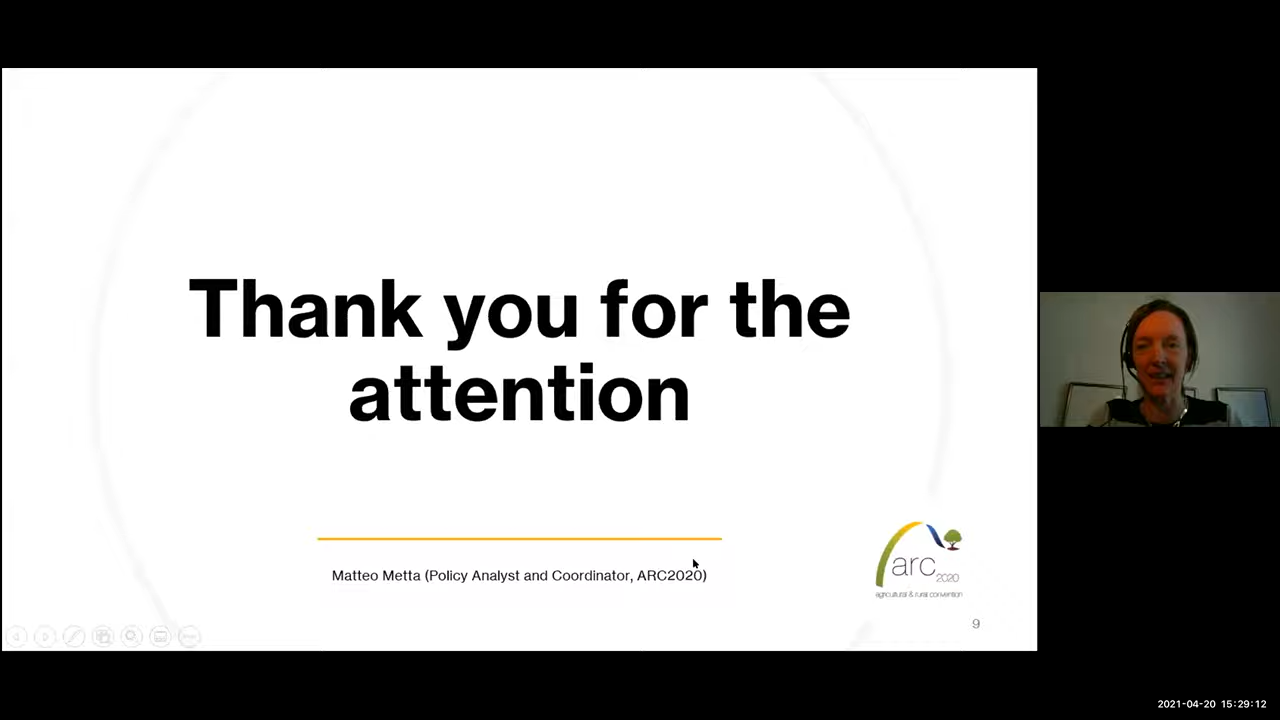 Thank you for the
attention
Matteo Metta (Policy Analyst and Coordinator, ARC2020)
arc
2020
agricultural & rural convention
9
2021-04-20 15:29:12